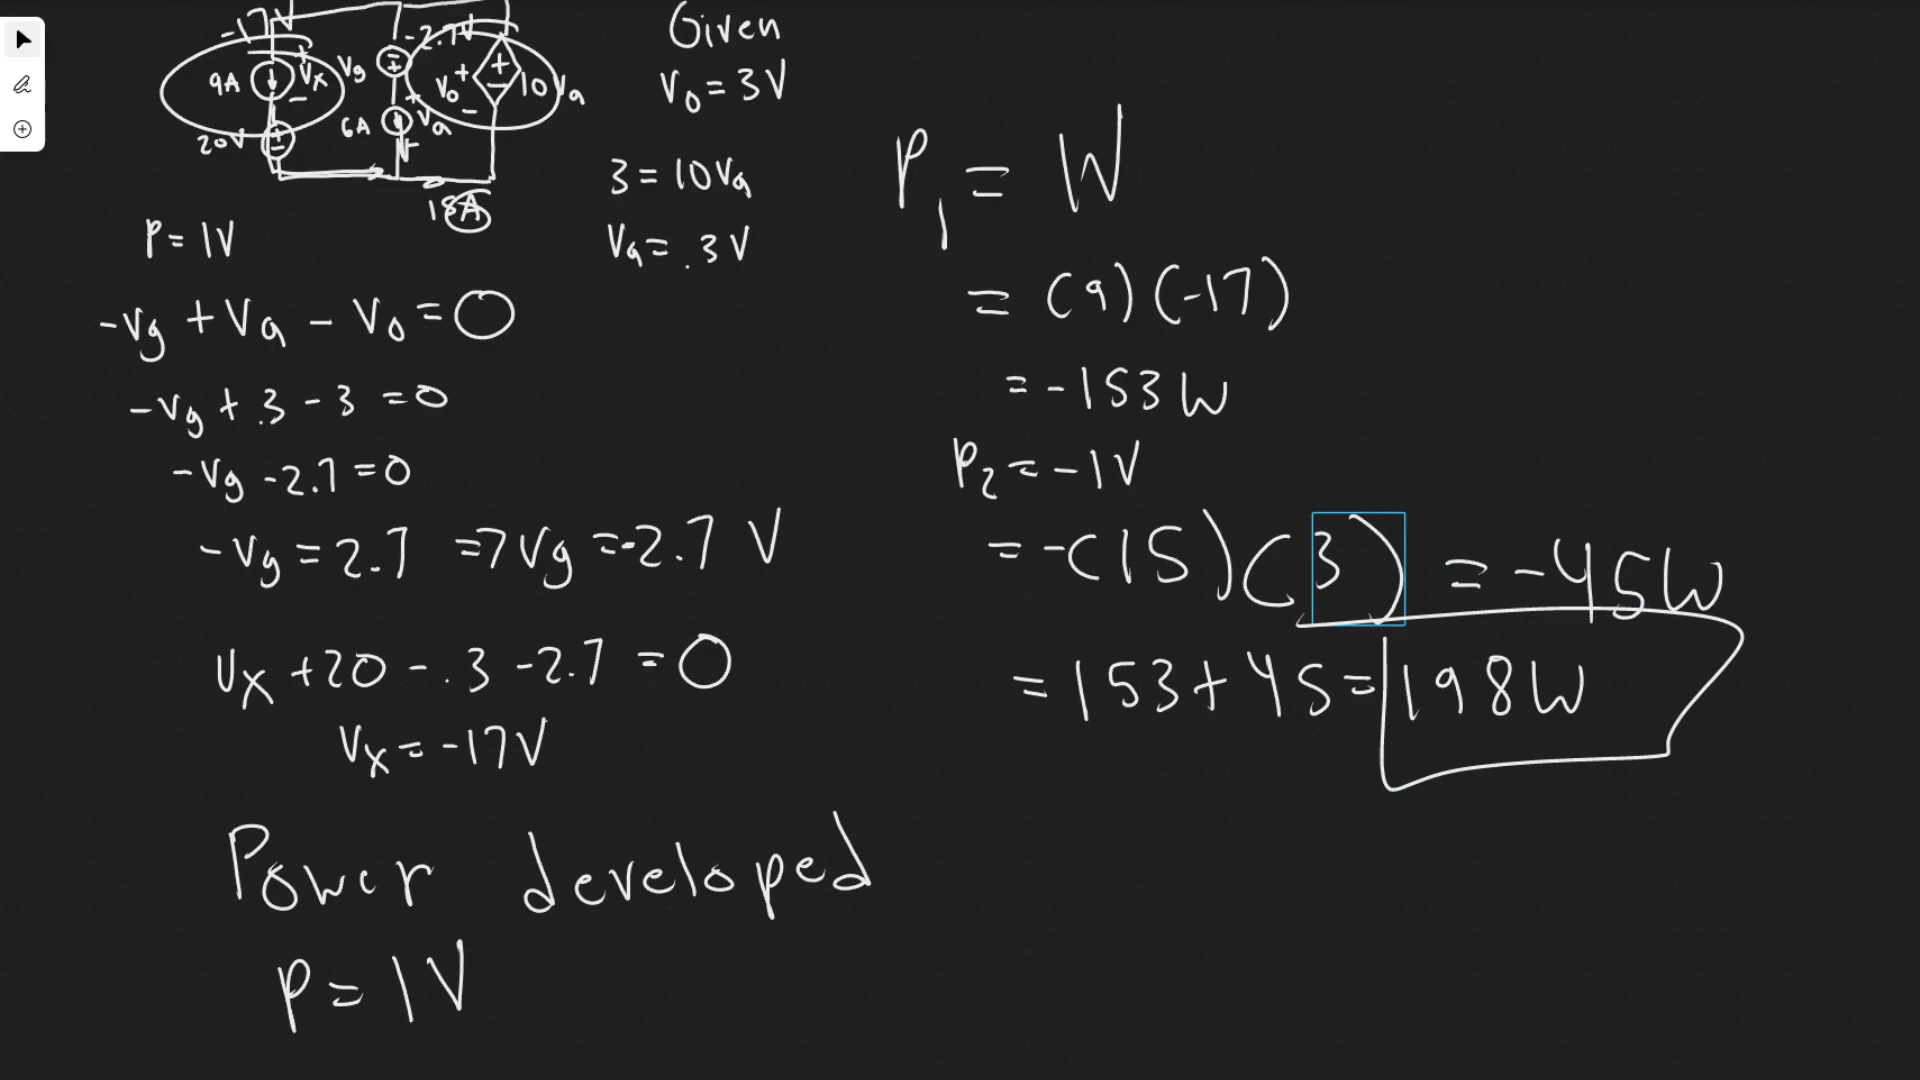 -17V
-2.7V
9A Vx Vg Vo 10Va
6A Va
20V
18A
Given
Vo = 3V
3 = 10Va
Va = .3V
P = IV
-Vg + Va - Vo = 0
-Vg + .3 - 3 = 0
-Vg - 2.7 = 0
-Vg = 2.7 => Vg = -2.7 V
Vx + 20 - .3 - 2.7 = 0
Vx = -17V
Power developed
P = IV
P1 = W
= (9)(-17)
= -153W
P2 = -IV
= -(15)(3) = -45W
= 153 + 45 = 198W